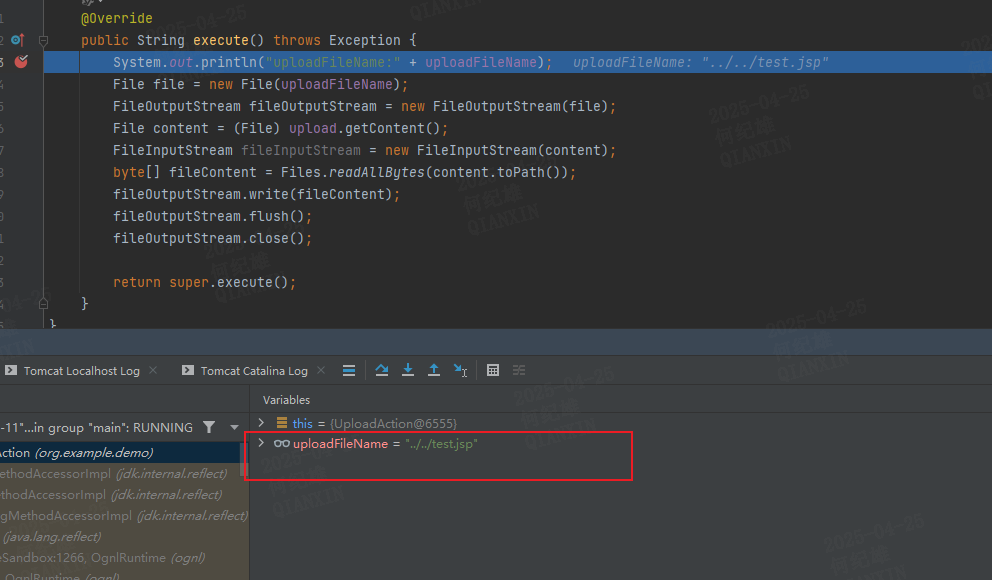 @Override
public String execute() throws Exception {
System.out.println("uploadFileName:" + uploadFileName);   uploadFileName: "../../test.jsp"
File file = new File(uploadFileName);
FileOutputStream fileOutputStream = new FileOutputStream(file);
File content = (File) upload.getContent();
FileInputStream fileInputStream = new FileInputStream(content);
byte[] fileContent = Files.readAllBytes(content.toPath());
fileOutputStream.write(fileContent);
fileOutputStream.flush();
fileOutputStream.close();
return super.execute();
}
}
Tomcat Localhost Log × Tomcat Catalina Log ×
Variables
-11"...in group "main": RUNNING
this = {UploadAction@6555}
uploadFileName = "../../test.jsp"
Action (org.example.demo)
ethodAccessorImpl (jdk.internal.reflect)
thodAccessorImpl (jdk.internal.reflect)
gMethodAccessorImpl (jdk.internal.reflect)
(java.lang.reflect)
eSandbox:1266, OgnlRuntime (ognl)
OgnlRuntime (ognl)
2025-04-25
QIANXIN